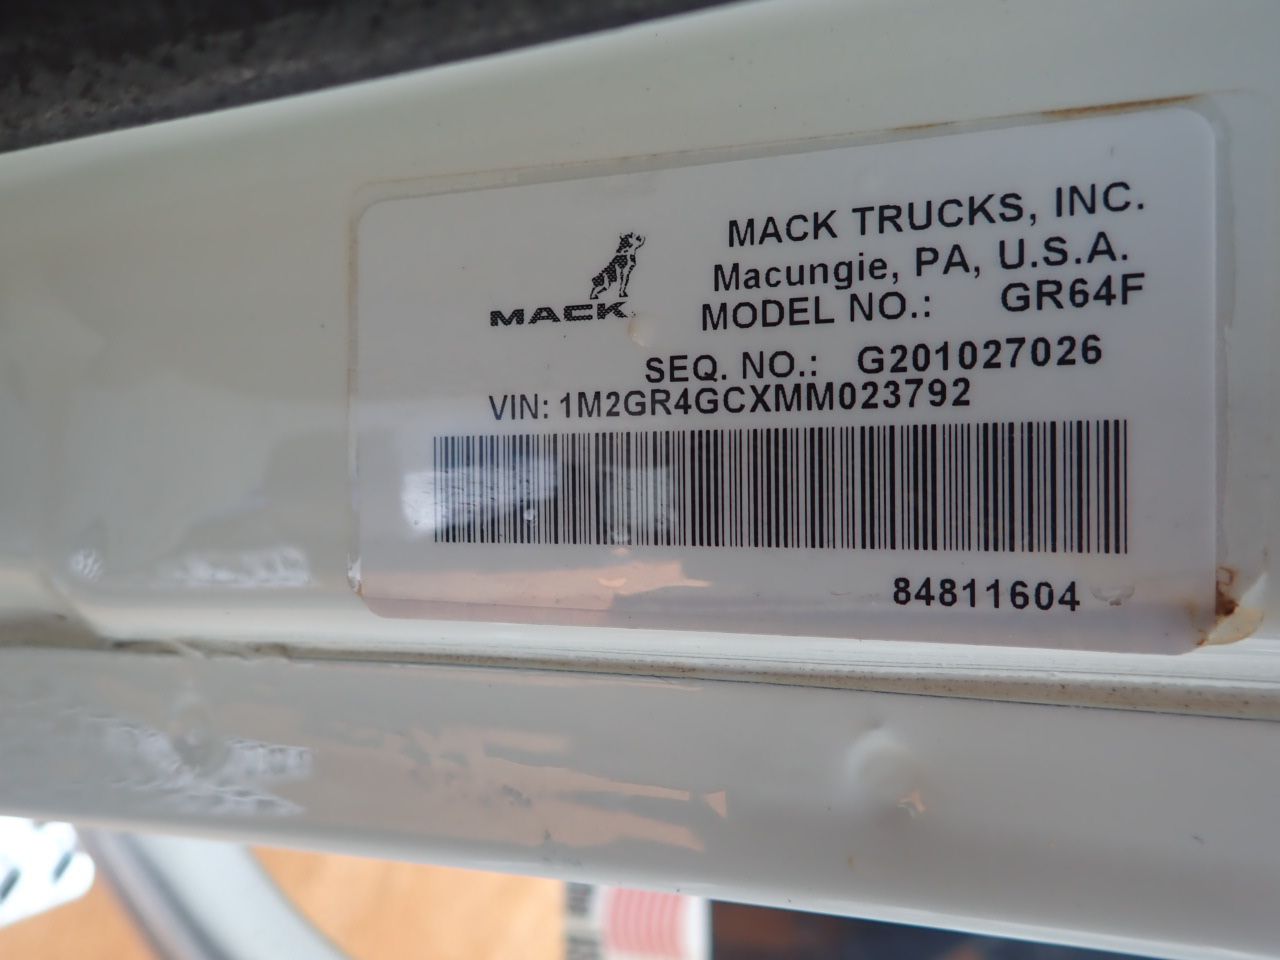 MACK TRUCKS, INC.
Macungie, PA, U.S.A.
MACK
MODEL NO.: GR64F
SEQ. NO.: G201027026
VIN: 1M2GR4GCXMM023792
84811604